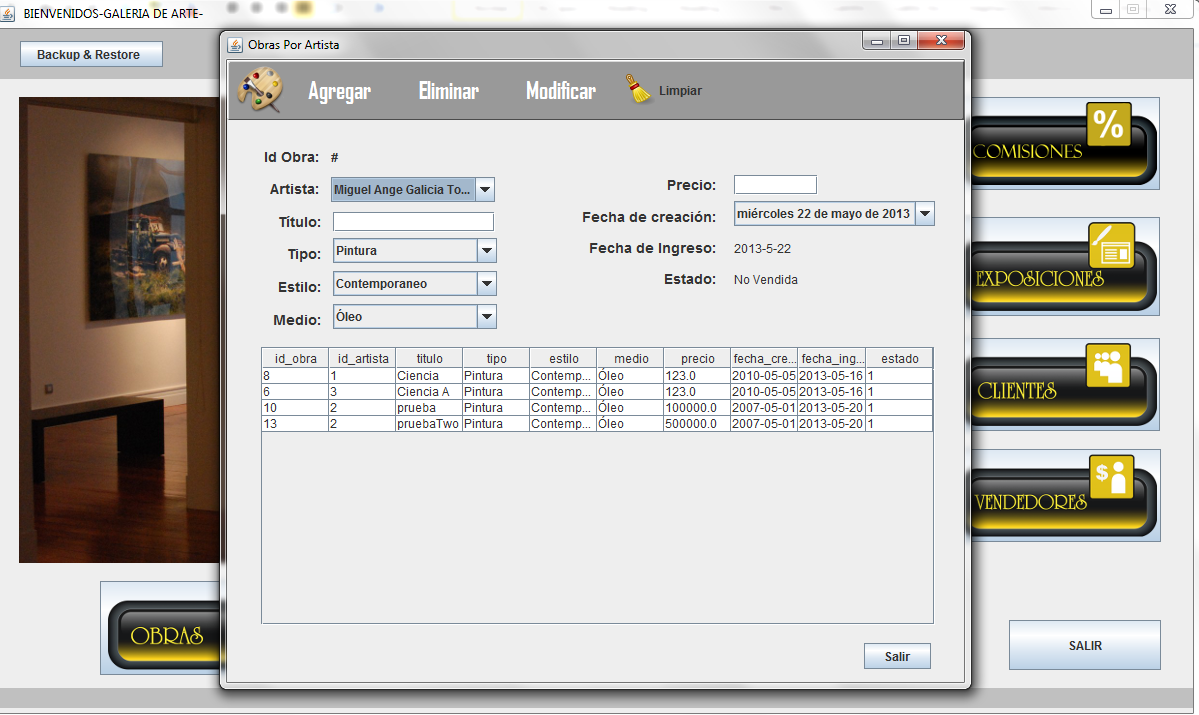 BIENVENIDOS-GALERIA DE ARTE-
Backup & Restore
Obras Por Artista
Agregar Eliminar Modificar Limpiar
Id Obra: #
Artista: Miguel Ange Galicia To...
Título:
Tipo: Pintura
Estilo: Contemporaneo
Medio: Óleo
Precio:
Fecha de creación: miércoles 22 de mayo de 2013
Fecha de Ingreso: 2013-5-22
Estado: No Vendida
id_obra id_artista titulo tipo estilo medio precio fecha_cre... fecha_ing... estado
8 1 Ciencia Pintura Contemp... Óleo 123.0 2010-05-05 2013-05-16 1
6 3 Ciencia A Pintura Contemp... Óleo 123.0 2010-05-05 2013-05-16 1
10 2 prueba Pintura Contemp... Óleo 100000.0 2007-05-01 2013-05-20 1
13 2 pruebaTwo Pintura Contemp... Óleo 500000.0 2007-05-01 2013-05-20 1
Salir
%
COMISIONES
EXPOSICIONES
CLIENTES
$
VENDEDORES
OBRAS
SALIR